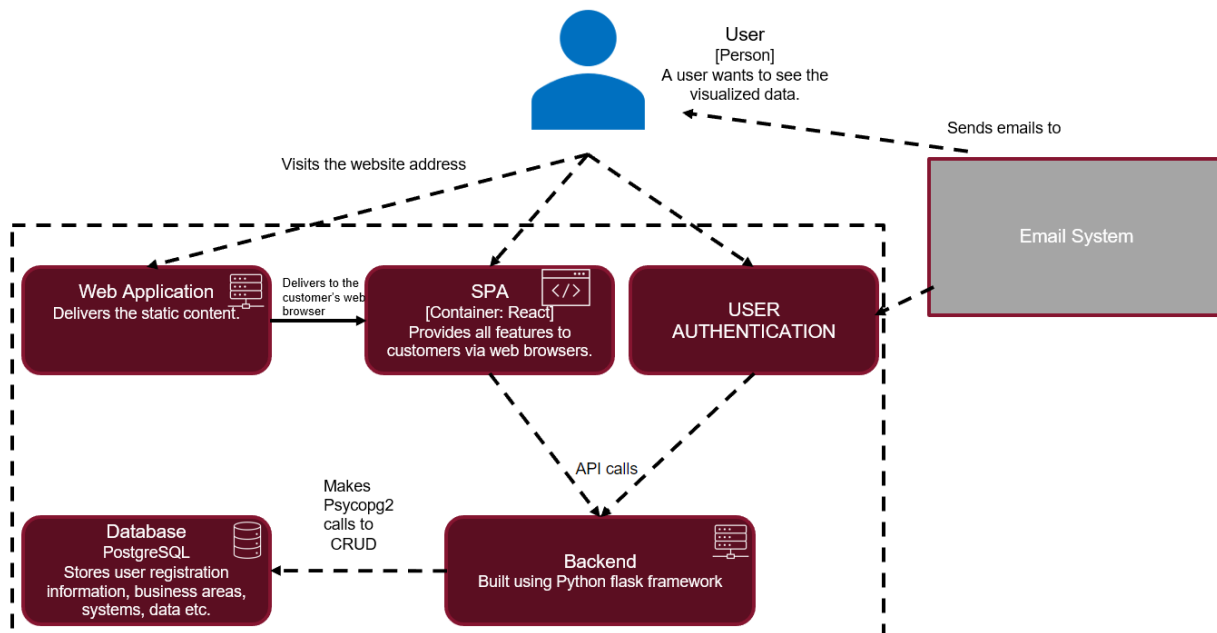 User
[Person]
A user wants to see the
visualized data.
Sends emails to
Visits the website address
Email System
Web Application
Delivers the static content.
Delivers to the
customer's web
browser
</>
SPA
[Container: React]
Provides all features to
customers via web browsers.
USER
AUTHENTICATION
API calls
Makes
Psycopg2
calls to
CRUD
Database
PostgreSQL
Stores user registration
information, business areas,
systems, data etc.
Backend
Built using Python flask framework